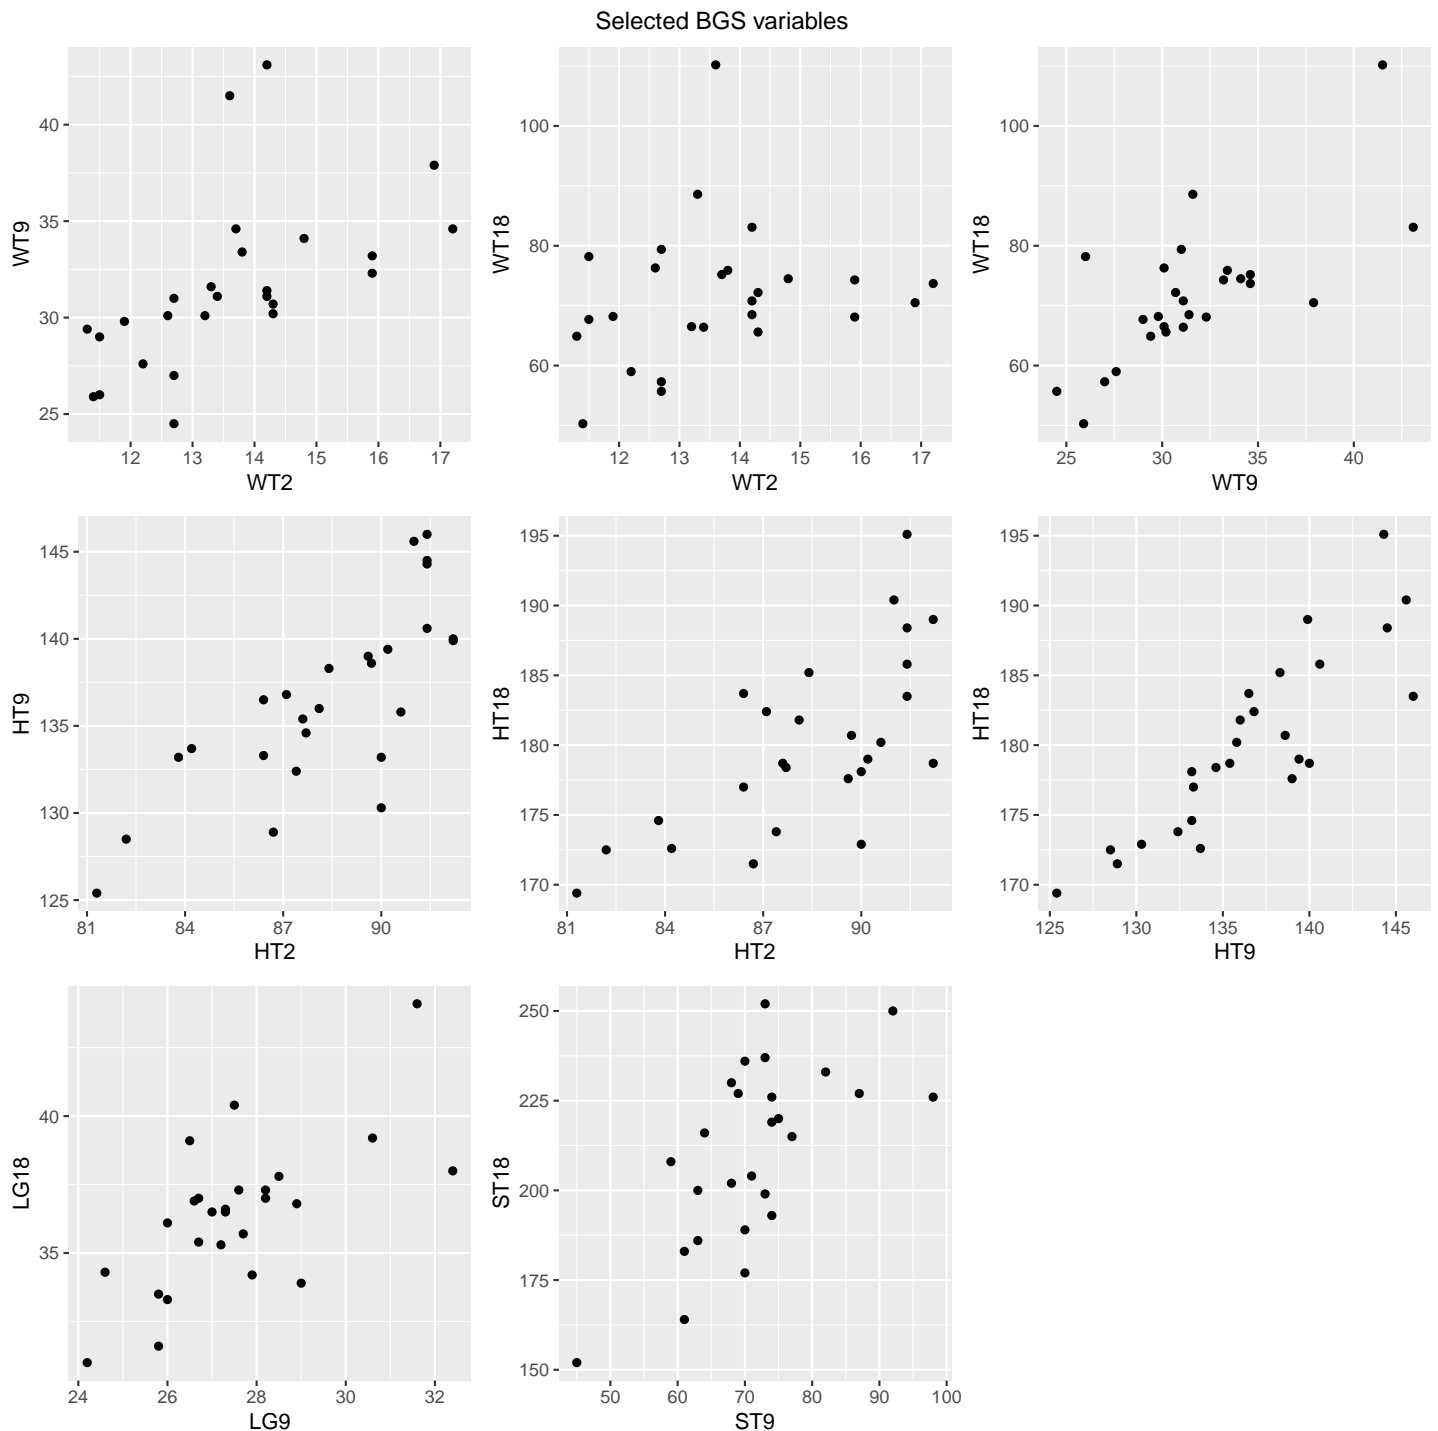 Selected BGS variables
40
35
30
25
WT9
12 13 14 15 16 17
WT2
100
80
60
WT18
12 13 14 15 16 17
WT2
100
80
60
WT18
25 30 35 40
WT9
145
140
135
130
125
HT9
81 84 87 90
HT2
195
190
185
180
175
170
HT18
81 84 87 90
HT2
195
190
185
180
175
170
HT18
125 130 135 140 145
HT9
40
35
LG18
24 26 28 30 32
LG9
250
225
200
175
150
ST18
50 60 70 80 90 100
ST9